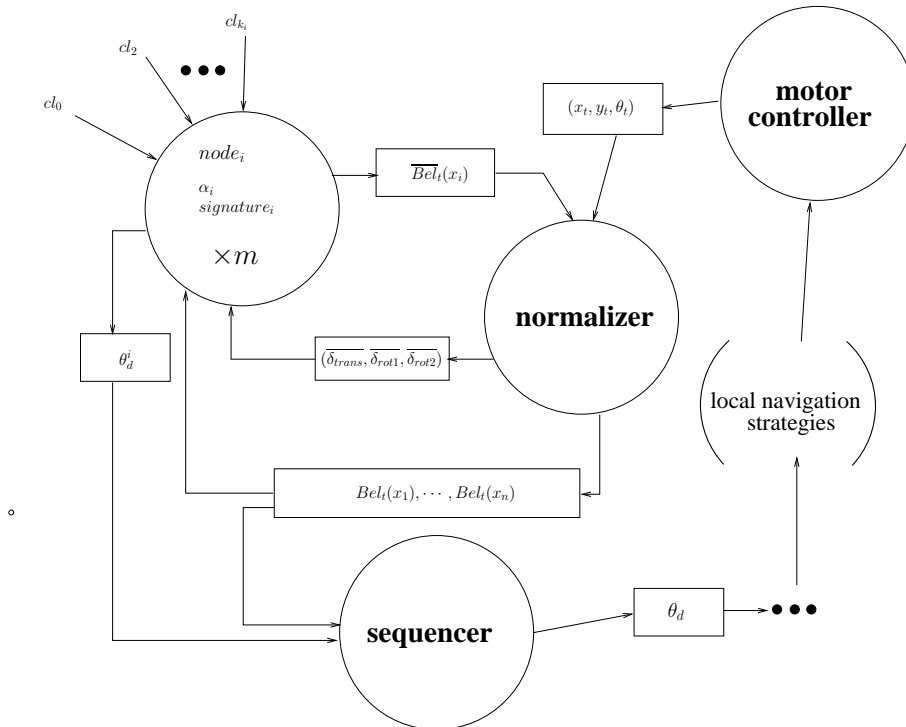 cl_{k_i}
cl_2
cl_0
motor
controller
(x_t, y_t, θ_t)
node_i
\overline{Bel}_t(x_i)
α_i
signature_i
×m
normalizer
θ_d^i
(\overline{δ_{trans}}, \overline{δ_{rot1}}, \overline{δ_{rot2}})
local navigation
strategies
Bel_t(x_1), ⋯ , Bel_t(x_n)
sequencer
θ_d